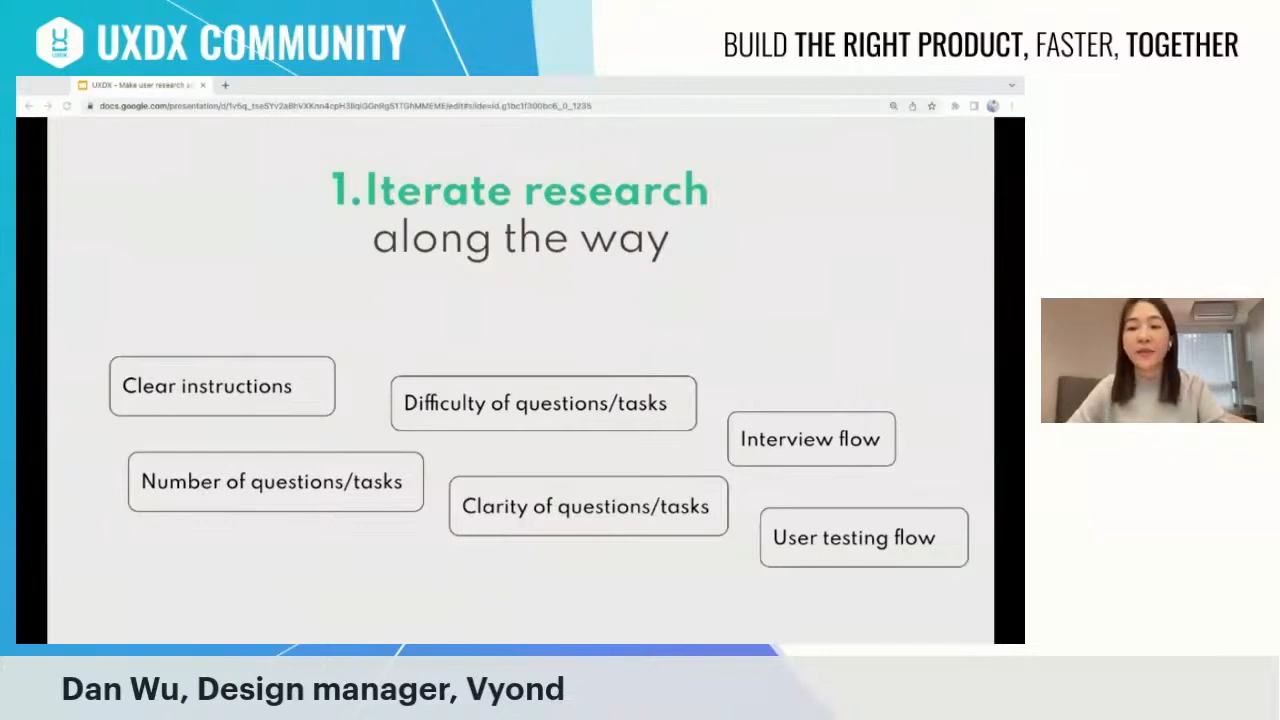 UXDX COMMUNITY
BUILD THE RIGHT PRODUCT, FASTER, TOGETHER
1.Iterate research
along the way
Clear instructions
Difficulty of questions/tasks
Interview flow
Number of questions/tasks
Clarity of questions/tasks
User testing flow
Dan Wu, Design manager, Vyond